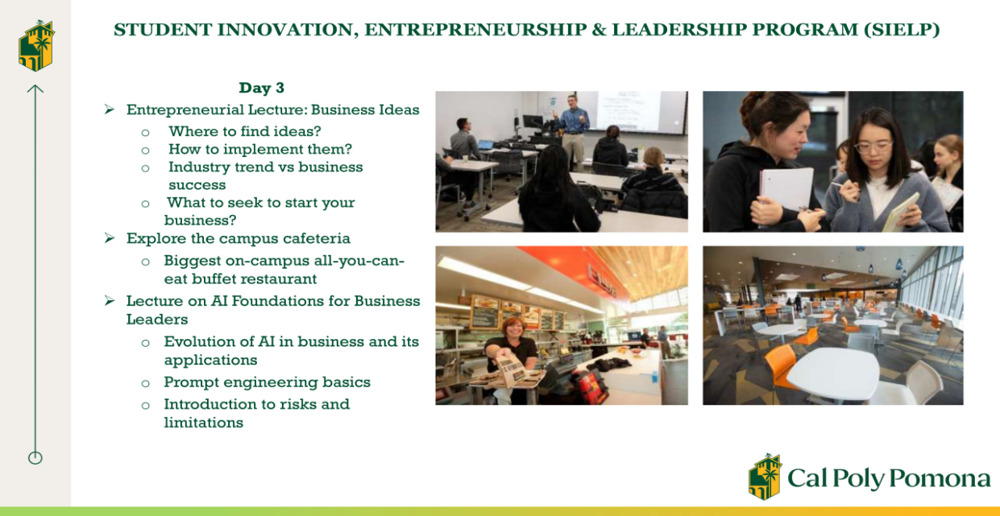 STUDENT INNOVATION, ENTREPRENEURSHIP & LEADERSHIP PROGRAM (SIELP)
Day 3
➢ Entrepreneurial Lecture: Business Ideas
o Where to find ideas?
o How to implement them?
o Industry trend vs business
success
o What to seek to start your
business?
➢ Explore the campus cafeteria
o Biggest on-campus all-you-can-
eat buffet restaurant
➢ Lecture on AI Foundations for Business
Leaders
o Evolution of AI in business and its
applications
o Prompt engineering basics
o Introduction to risks and
limitations
Cal Poly Pomona